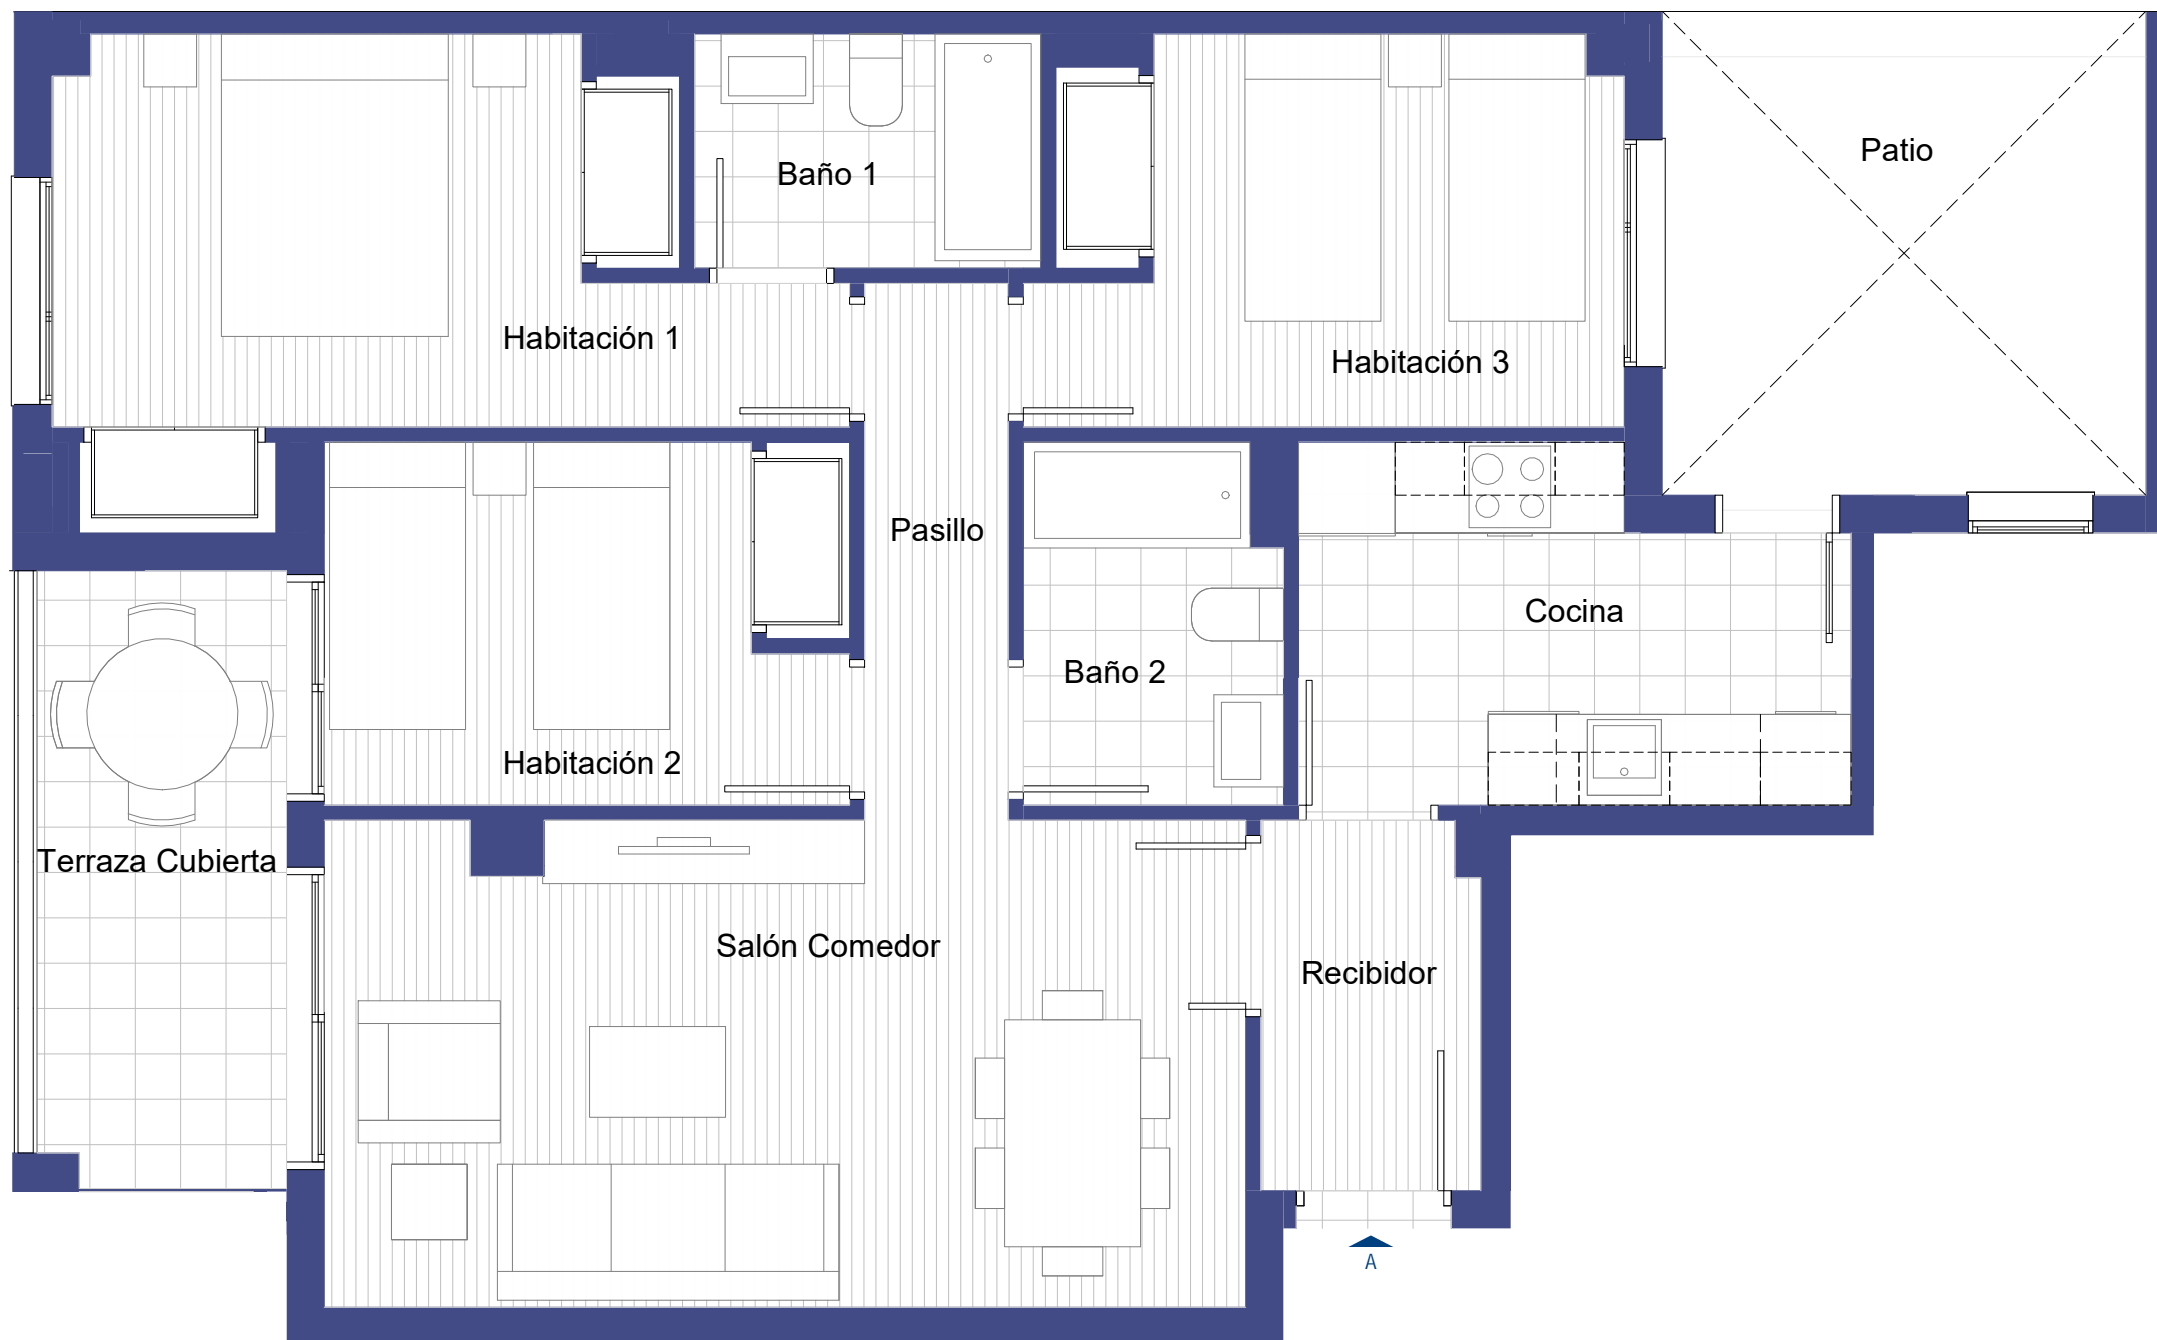 Patio
Baño 1
Habitación 1
Habitación 3
Pasillo
Cocina
Baño 2
Habitación 2
Terraza Cubierta
Salón Comedor
Recibidor
A